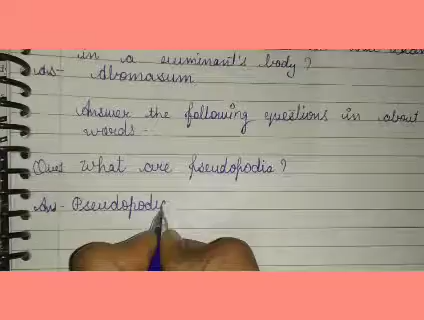 in a ruminant's body?
Ans- Abomasum
Answer the following questions in about
words -
Ques What are pseudopodia?
Ans- Pseudopod